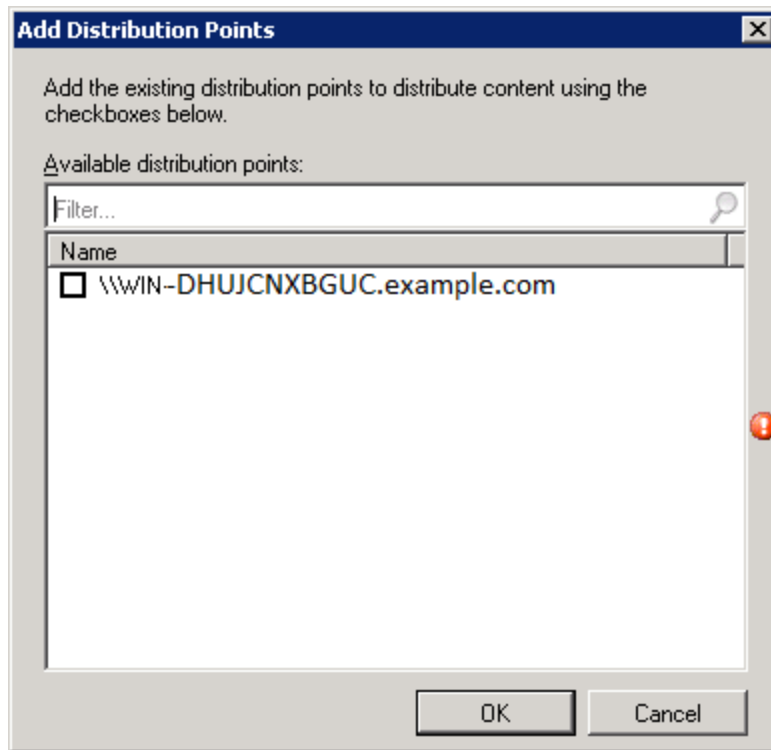 Add Distribution Points
Add the existing distribution points to distribute content using the
checkboxes below.
Available distribution points:
Filter...
Name
\\WIN-DHUJCNXBGUC.example.com
OK
Cancel